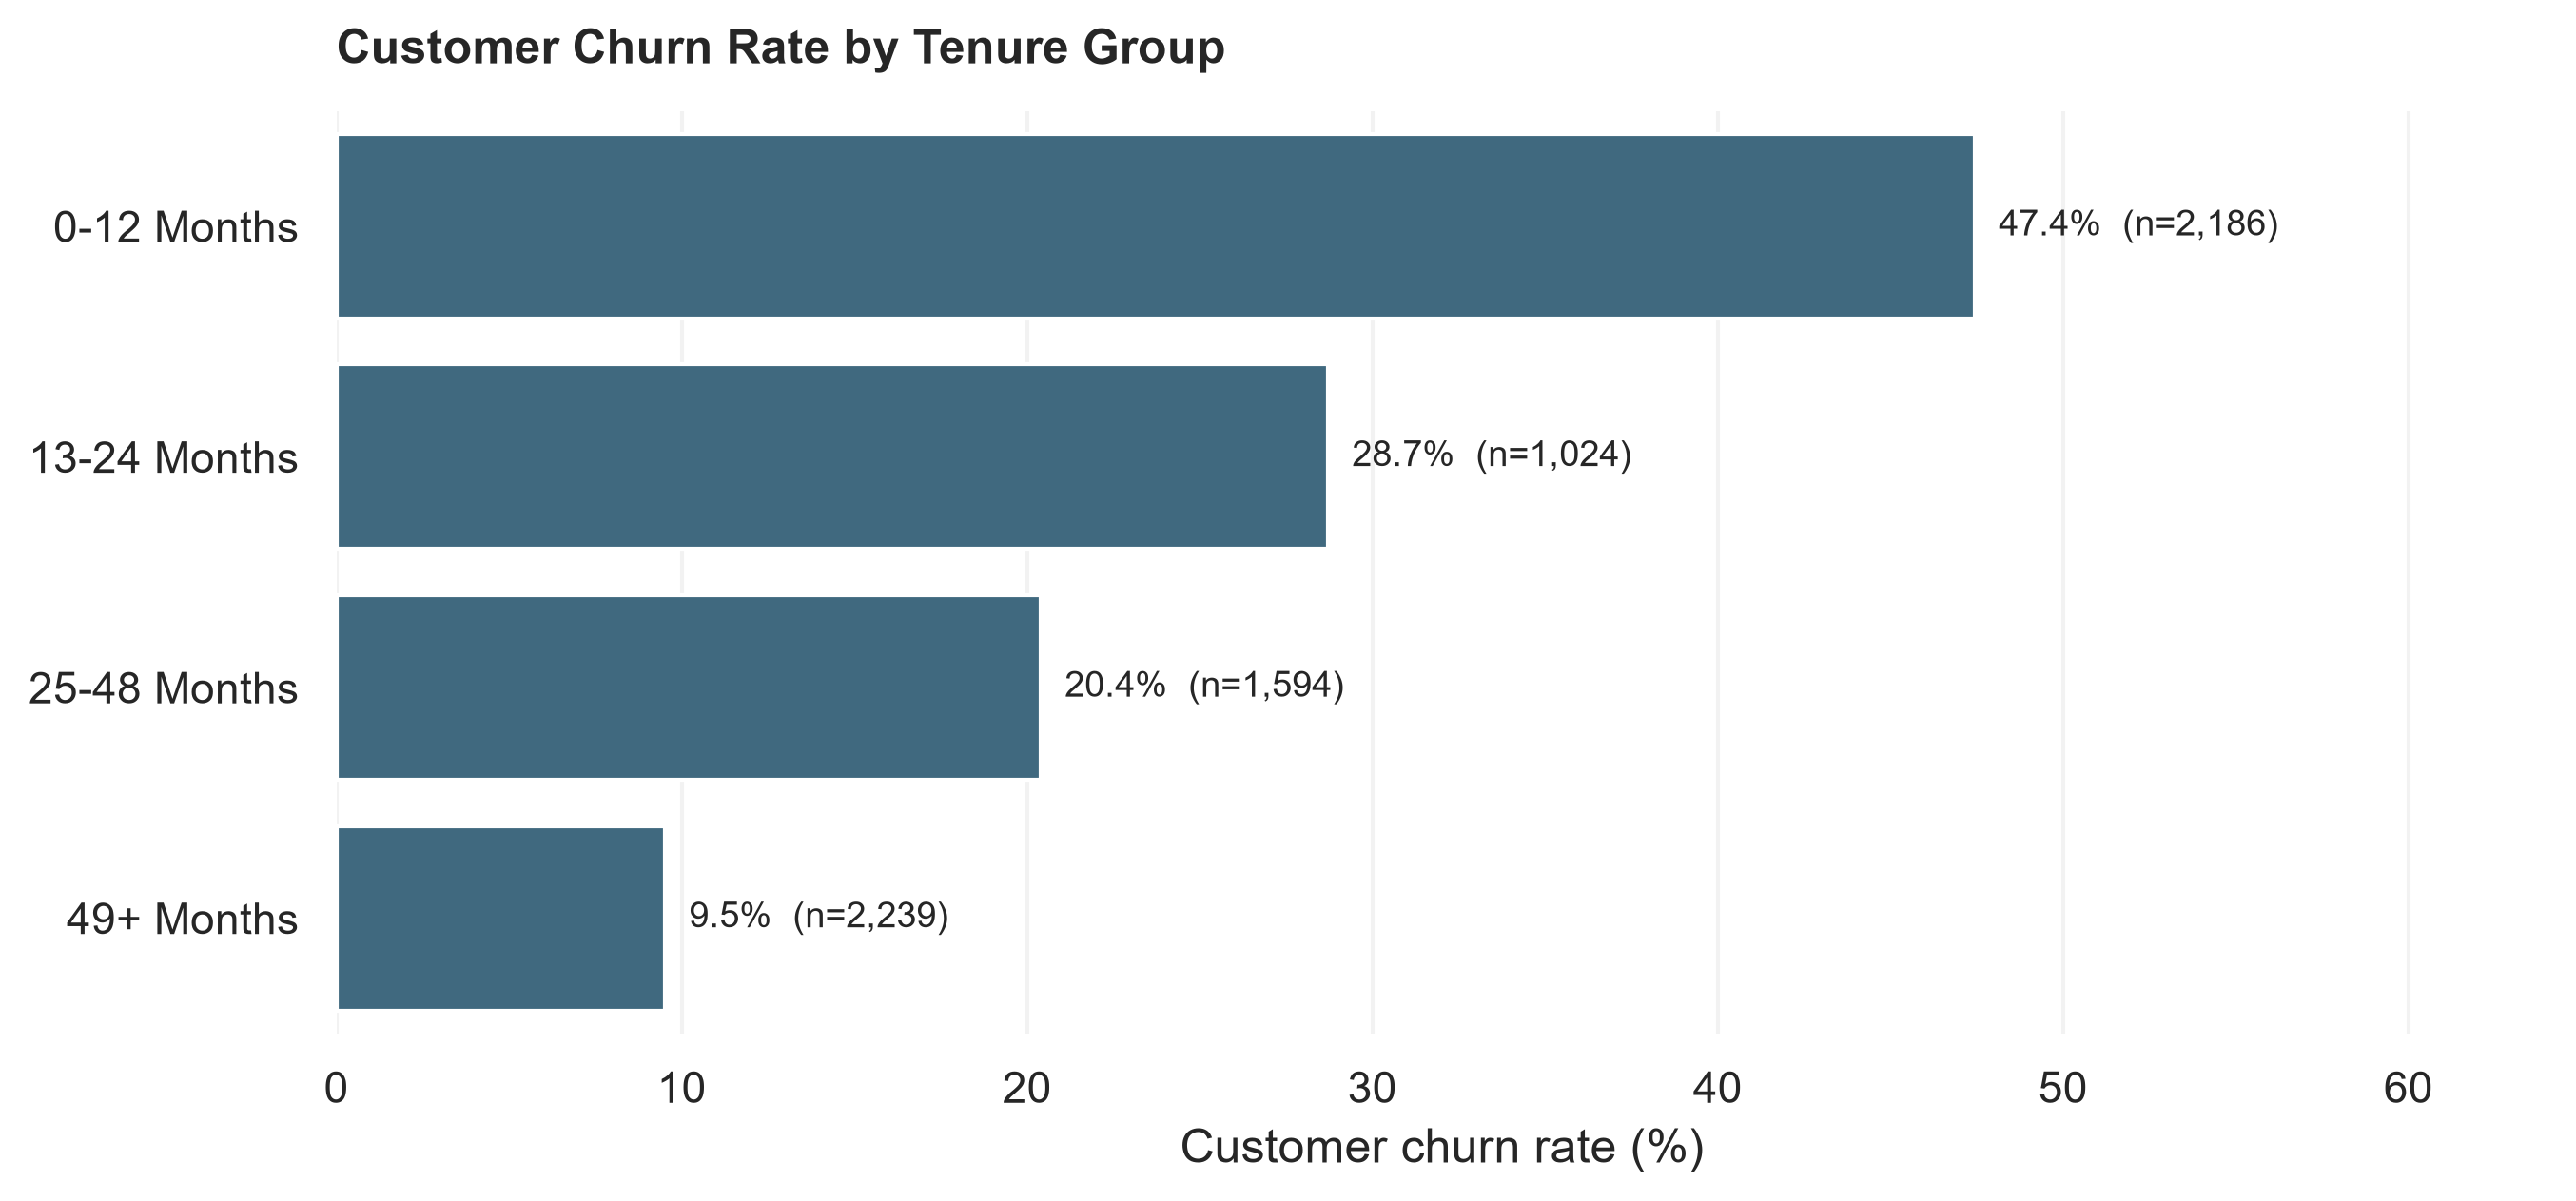 Customer Churn Rate by Tenure Group
0-12 Months
47.4%  (n=2,186)
13-24 Months
28.7%  (n=1,024)
25-48 Months
20.4%  (n=1,594)
49+ Months
9.5%  (n=2,239)
0 10 20 30 40 50 60
Customer churn rate (%)